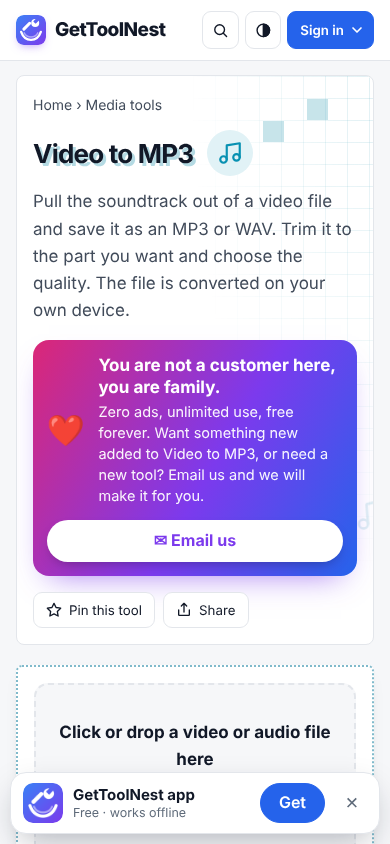 GetToolNest
Sign in
Home › Media tools
Video to MP3
Pull the soundtrack out of a video file
and save it as an MP3 or WAV. Trim it to
the part you want and choose the
quality. The file is converted on your
own device.
You are not a customer here,
you are family.
Zero ads, unlimited use, free
forever. Want something new
added to Video to MP3, or need a
new tool? Email us and we will
make it for you.
✉ Email us
Pin this tool
Share
Click or drop a video or audio file
here
GetToolNest app
Free · works offline
Get